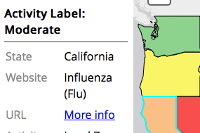 Activity Label:
Moderate
State California
Website Influenza
(Flu)
URL More info